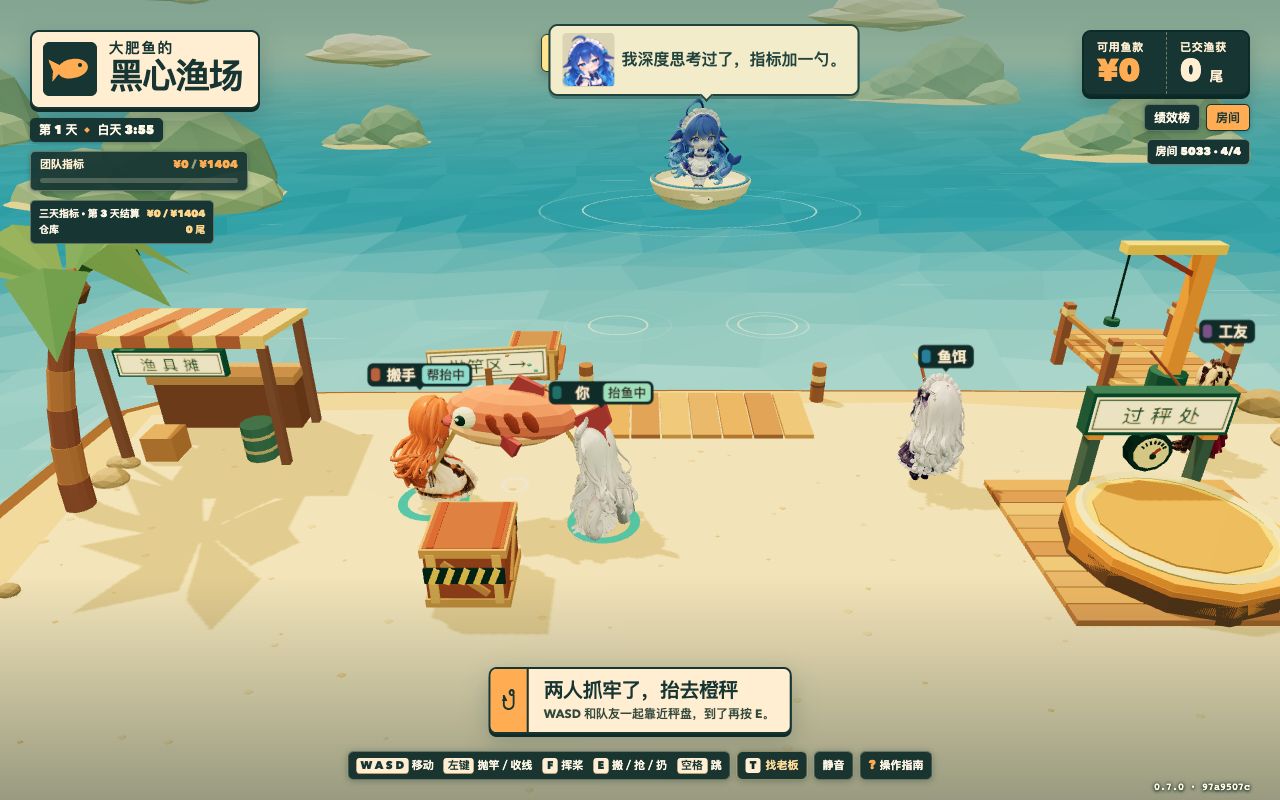 大肥鱼的
黑心渔场
第 1 天 • 白天 3:55
团队指标 ¥0 / ¥1404
三天指标 • 第 3 天结算 ¥0 / ¥1404
仓库 0 尾
我深度思考过了，指标加一勺。
可用鱼款 ¥0
已交渔获 0 尾
绩效榜 房间
房间 5033 • 4/4
渔具摊
竿区 →
搬手 帮抬中
你 抬鱼中
鱼饵
工友
过秤处
两人抓牢了，抬去橙秤
WASD 和队友一起靠近秤盘，到了再按 E。
WASD 移动 左键 抛竿 / 收线 F 挥桨 E 搬 / 抢 / 扔 空格 跳 T 找老板 静音 ? 操作指南
0.7.0 · 97a9507c